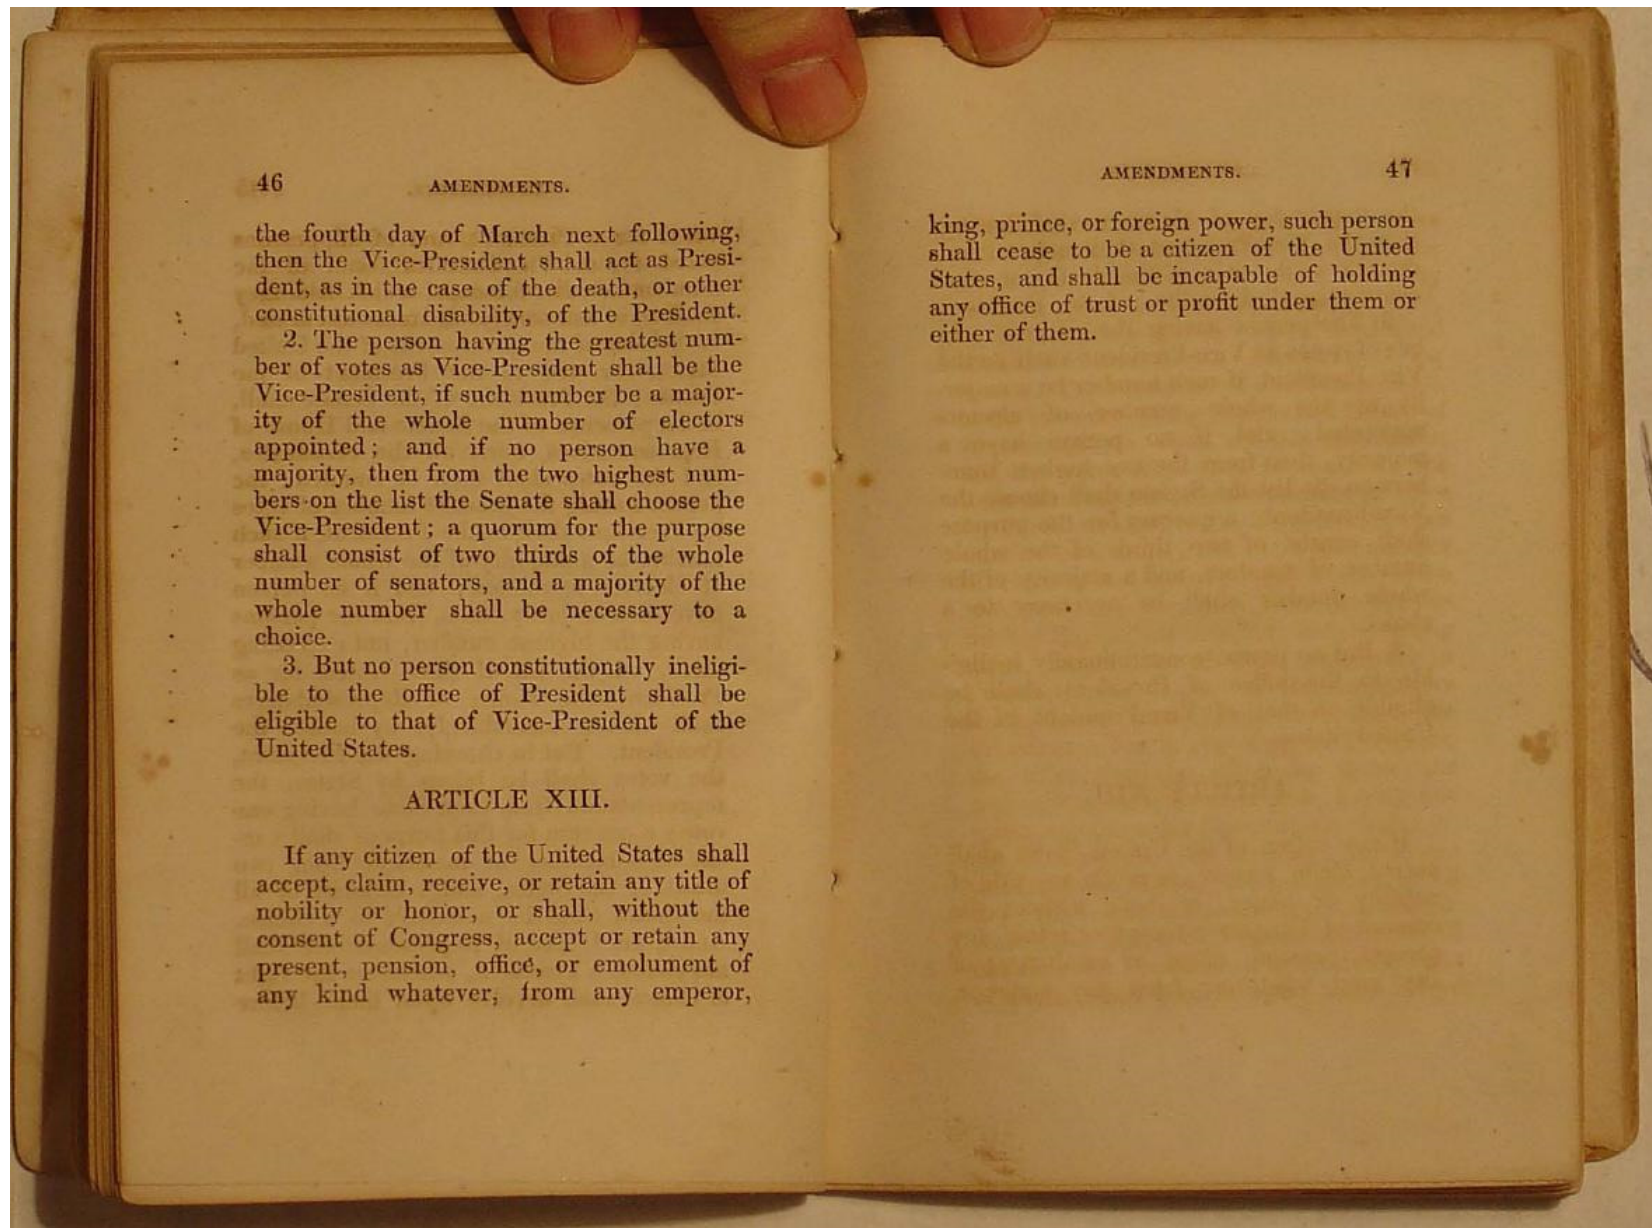 46 AMENDMENTS.
the fourth day of March next following,
then the Vice-President shall act as Presi-
dent, as in the case of the death, or other
constitutional disability, of the President.
2. The person having the greatest num-
ber of votes as Vice-President shall be the
Vice-President, if such number be a major-
ity of the whole number of electors
appointed; and if no person have a
majority, then from the two highest num-
bers on the list the Senate shall choose the
Vice-President; a quorum for the purpose
shall consist of two thirds of the whole
number of senators, and a majority of the
whole number shall be necessary to a
choice.
3. But no person constitutionally ineligi-
ble to the office of President shall be
eligible to that of Vice-President of the
United States.
ARTICLE XIII.
If any citizen of the United States shall
accept, claim, receive, or retain any title of
nobility or honor, or shall, without the
consent of Congress, accept or retain any
present, pension, office, or emolument of
any kind whatever, from any emperor,
AMENDMENTS. 47
king, prince, or foreign power, such person
shall cease to be a citizen of the United
States, and shall be incapable of holding
any office of trust or profit under them or
either of them.